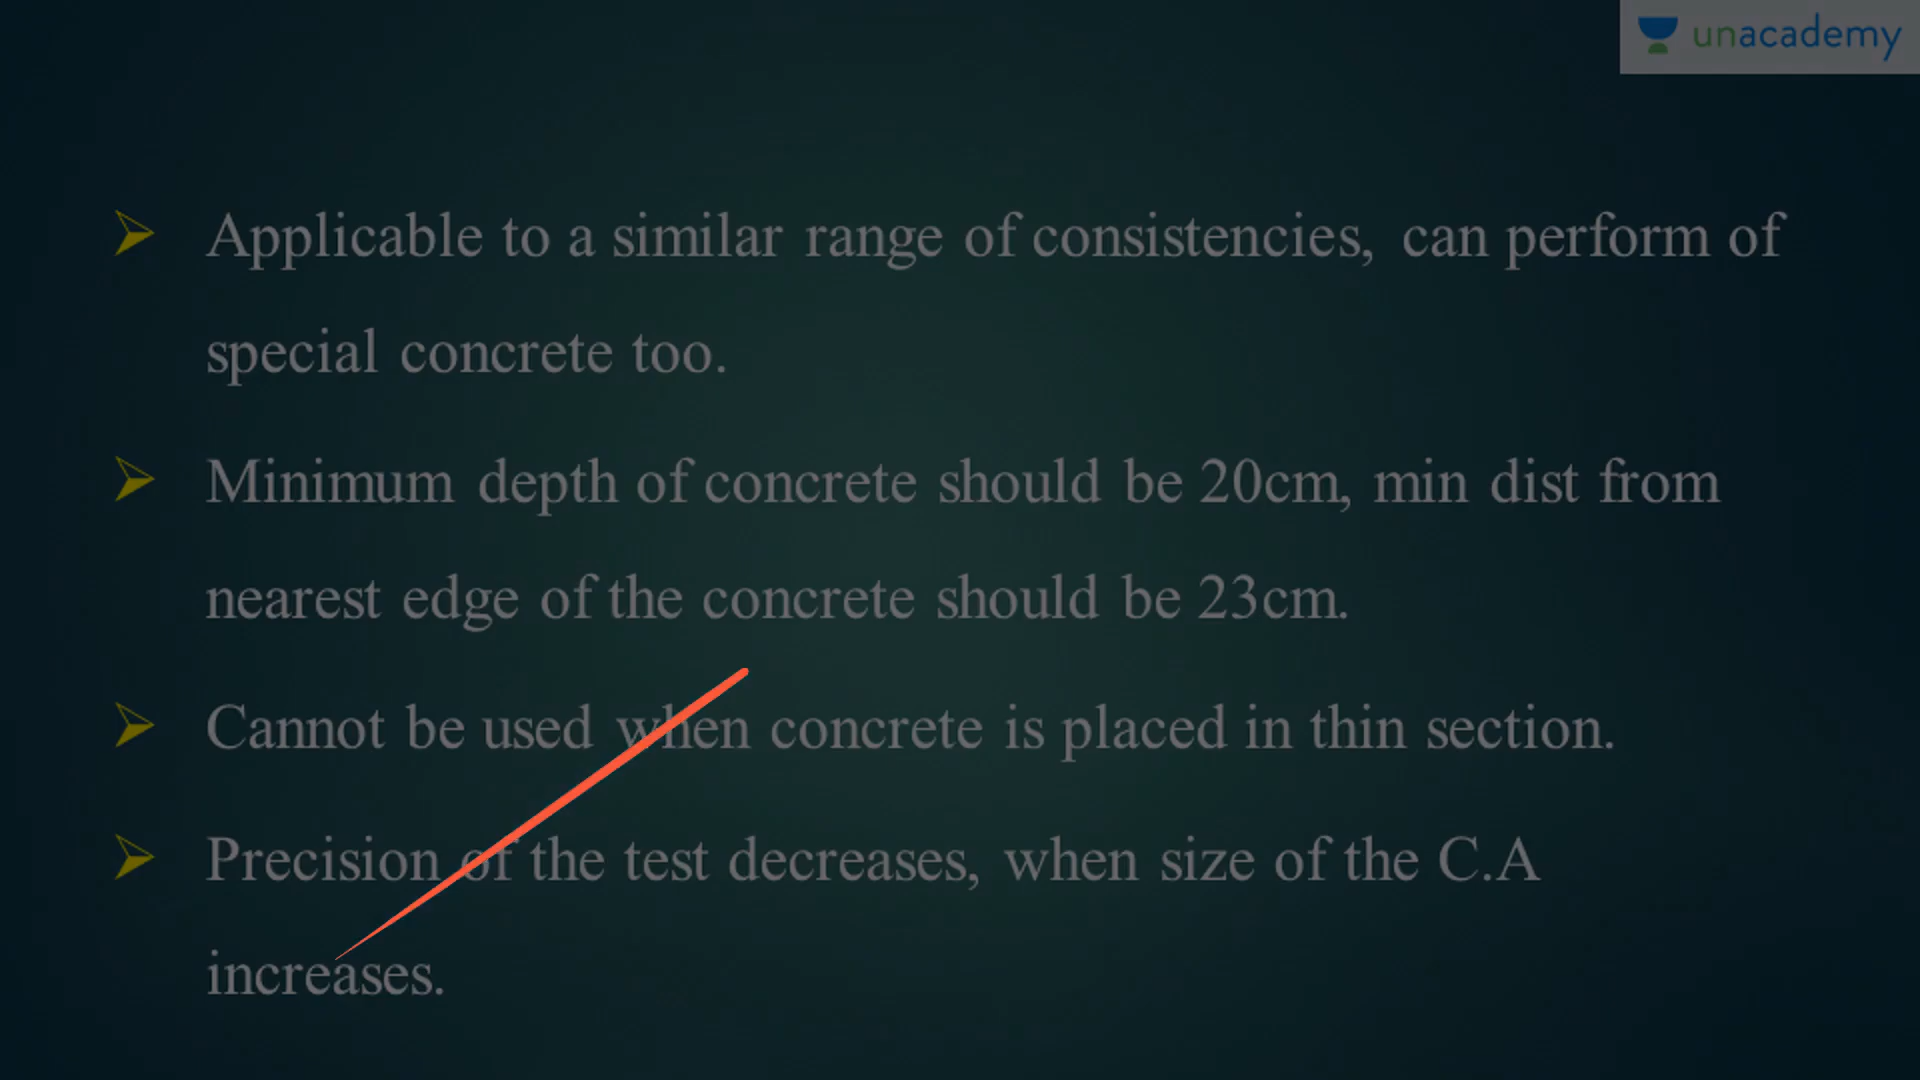 unacademy
Applicable to a similar range of consistencies, can perform of
special concrete too.
Minimum depth of concrete should be 20cm, min dist from
nearest edge of the concrete should be 23cm.
Cannot be used when concrete is placed in thin section.
Precision of the test decreases, when size of the C.A
increases.